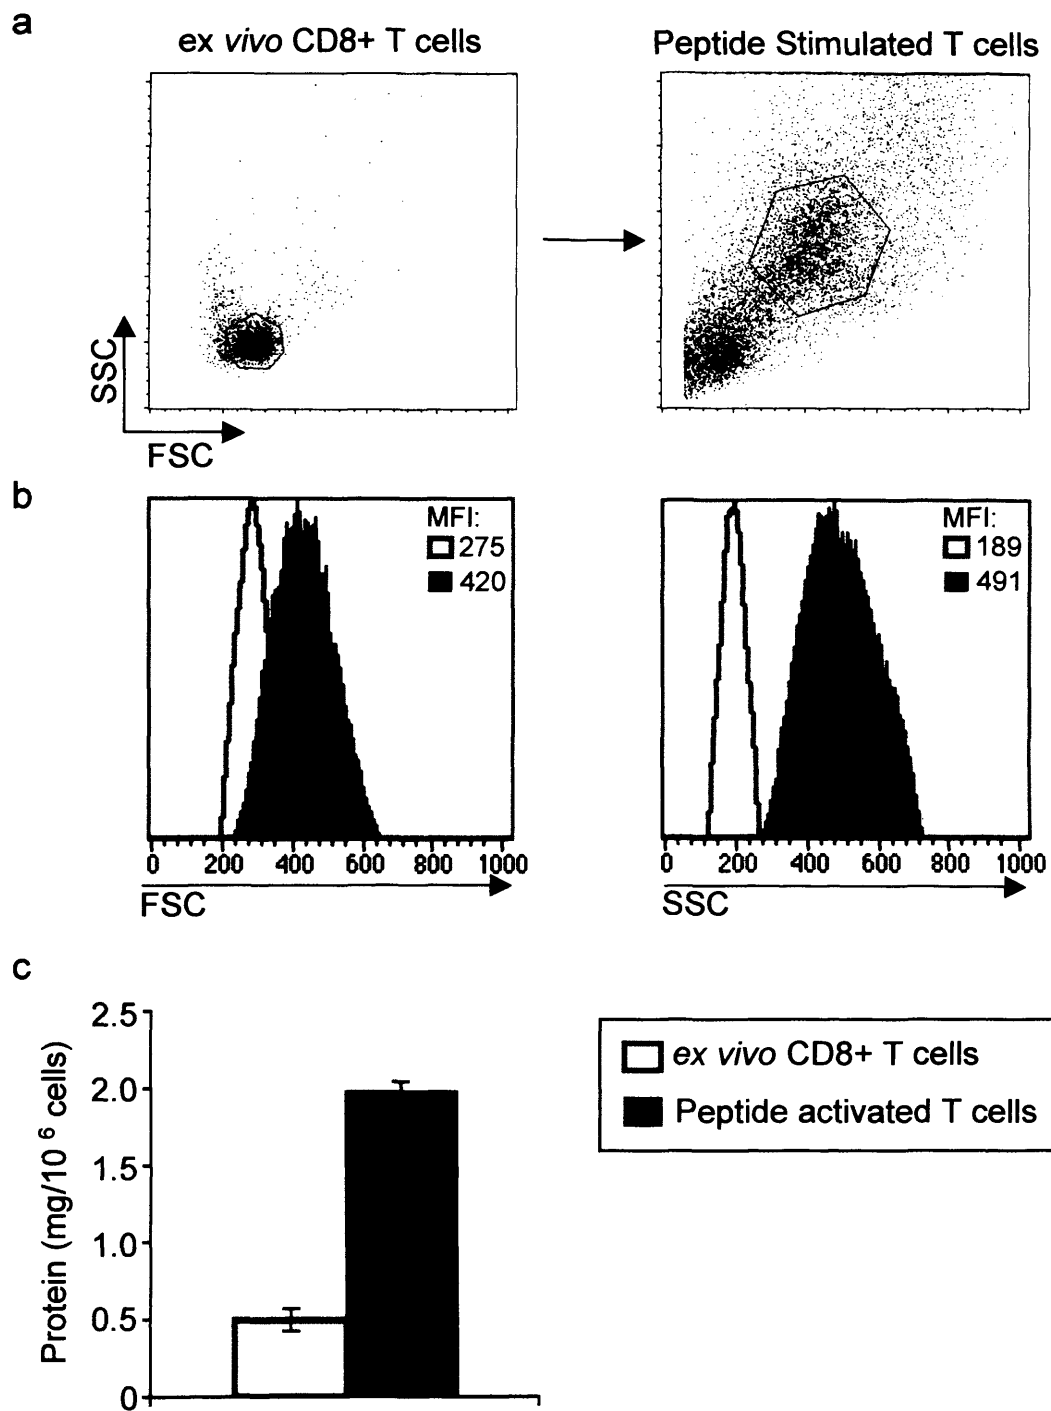 a
ex vivo CD8+ T cells
Peptide Stimulated T cells
SSC
FSC
b
MFI:
275
420
0 200 400 600 800 1000
FSC
MFI:
189
491
0 200 400 600 800 1000
SSC
c
Protein (mg/10 6 cells)
2.5
2.0
1.5
1.0
0.5
0
ex vivo CD8+ T cells
Peptide activated T cells